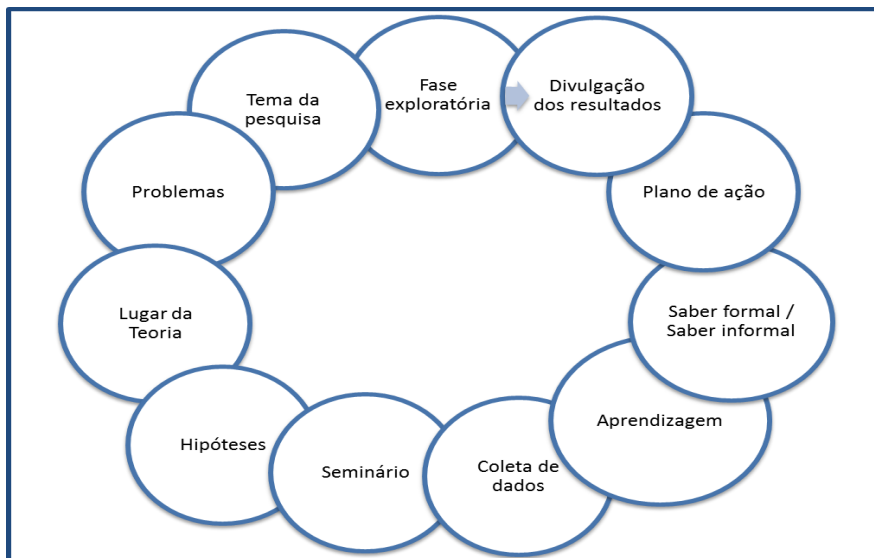 Fase
exploratória
Divulgação
dos resultados
Tema da
pesquisa
Problemas
Plano de ação
Lugar da
Teoria
Saber formal /
Saber informal
Hipóteses
Seminário
Coleta de
dados
Aprendizagem